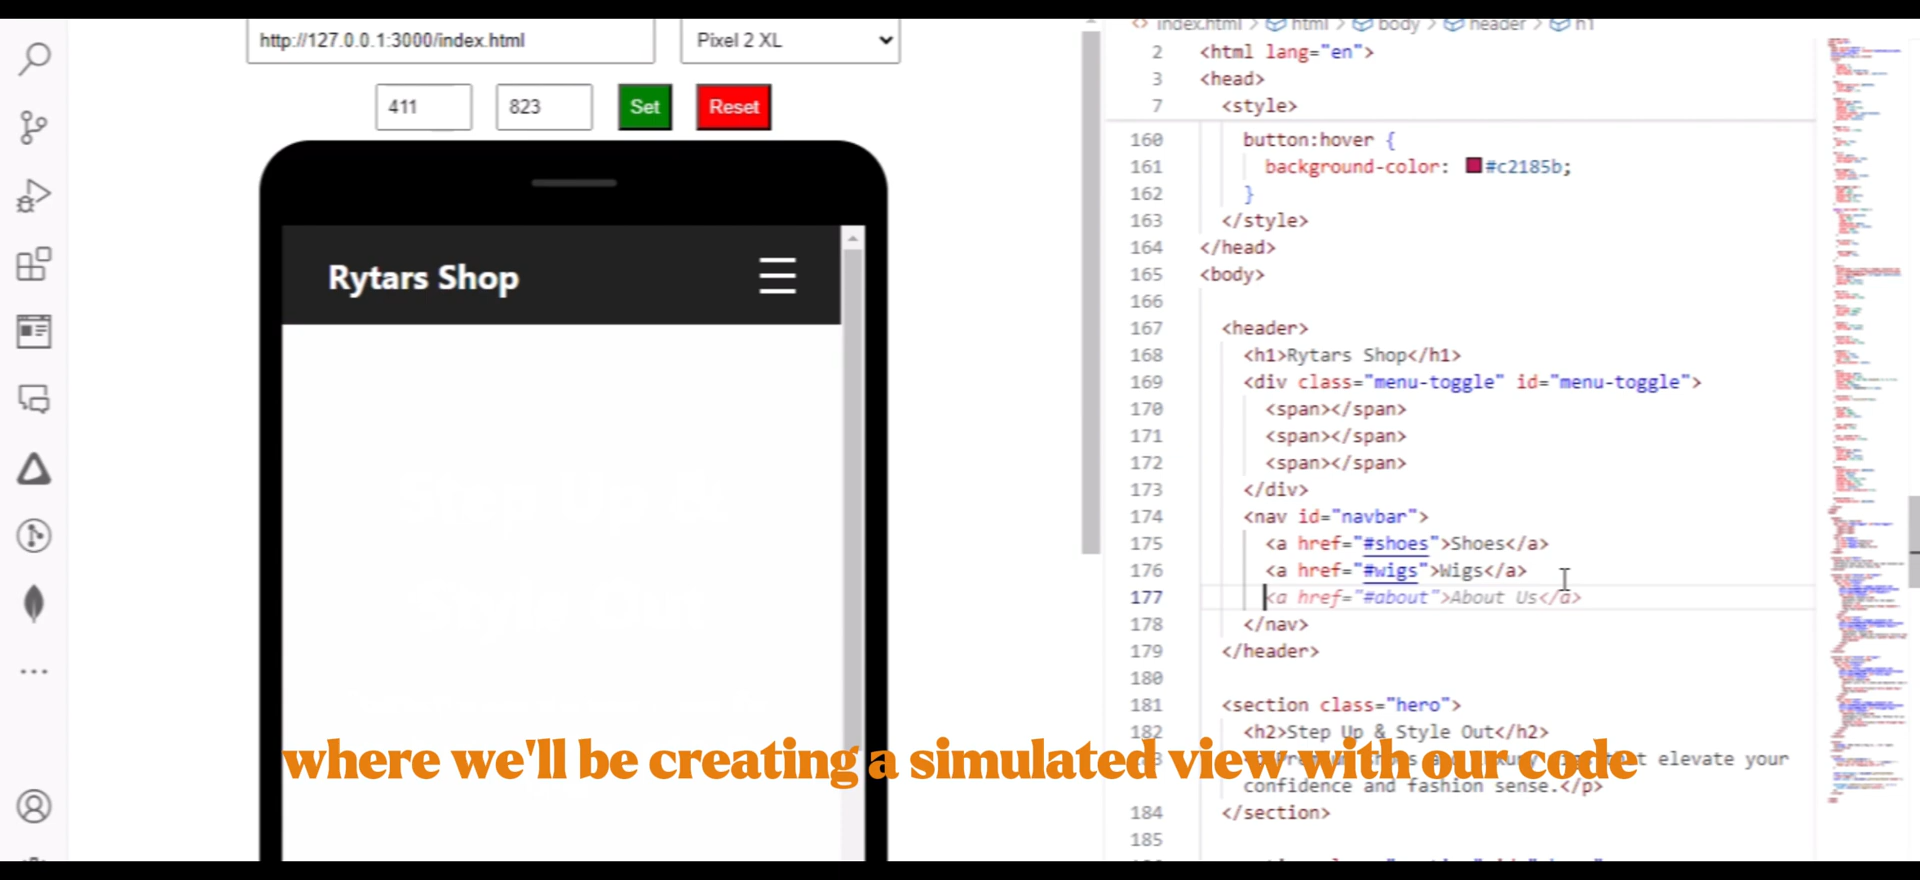 http://127.0.0.1:3000/index.html
Pixel 2 XL
411
823
Set
Reset
Rytars Shop
Step Up &
Style Out
index.html > html > body > header > h1
2 <html lang="en">
3 <head>
7 <style>
160 button:hover {
161 background-color: #c2185b;
162 }
163 </style>
164 </head>
165 <body>
166
167 <header>
168 <h1>Rytars Shop</h1>
169 <div class="menu-toggle" id="menu-toggle">
170 <span></span>
171 <span></span>
172 <span></span>
173 </div>
174 <nav id="navbar">
175 <a href="#shoes">Shoes</a>
176 <a href="#wigs">Wigs</a>
177 <a href="#about">About Us</a>
178 </nav>
179 </header>
180
181 <section class="hero">
182 <h2>Step Up & Style Out</h2>
elevate your
confidence and fashion sense.</p>
184 </section>
185
where we'll be creating a simulated view with our code